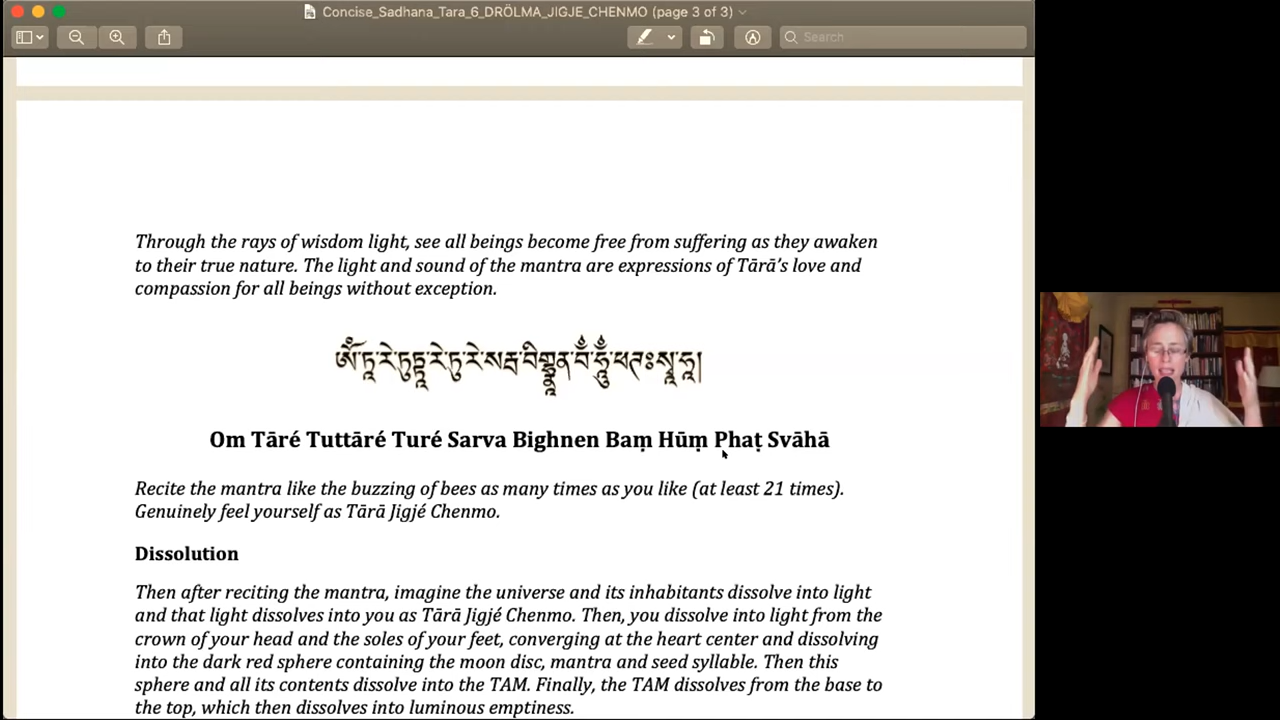 Concise_Sadhana_Tara_6_DRÖLMA_JIGJE_CHENMO (page 3 of 3)
Search
Through the rays of wisdom light, see all beings become free from suffering as they awaken
to their true nature. The light and sound of the mantra are expressions of Tārā’s love and
compassion for all beings without exception.
ༀ་ཏཱ་རེ་ཏུཏྟཱ་རེ་ཏུ་རེ་སརྦ་
Om Tāré Tuttāré Turé Sarva Bighnen Baṃ Hūṃ Phaṭ Svāhā
Recite the mantra like the buzzing of bees as many times as you like (at least 21 times).
Genuinely feel yourself as Tārā Jigjé Chenmo.
Dissolution
Then after reciting the mantra, imagine the universe and its inhabitants dissolve into light
and that light dissolves into you as Tārā Jigjé Chenmo. Then, you dissolve into light from the
crown of your head and the soles of your feet, converging at the heart center and dissolving
into the dark red sphere containing the moon disc, mantra and seed syllable. Then this
sphere and all its contents dissolve into the TAM. Finally, the TAM dissolves from the base to
the top, which then dissolves into luminous emptiness.